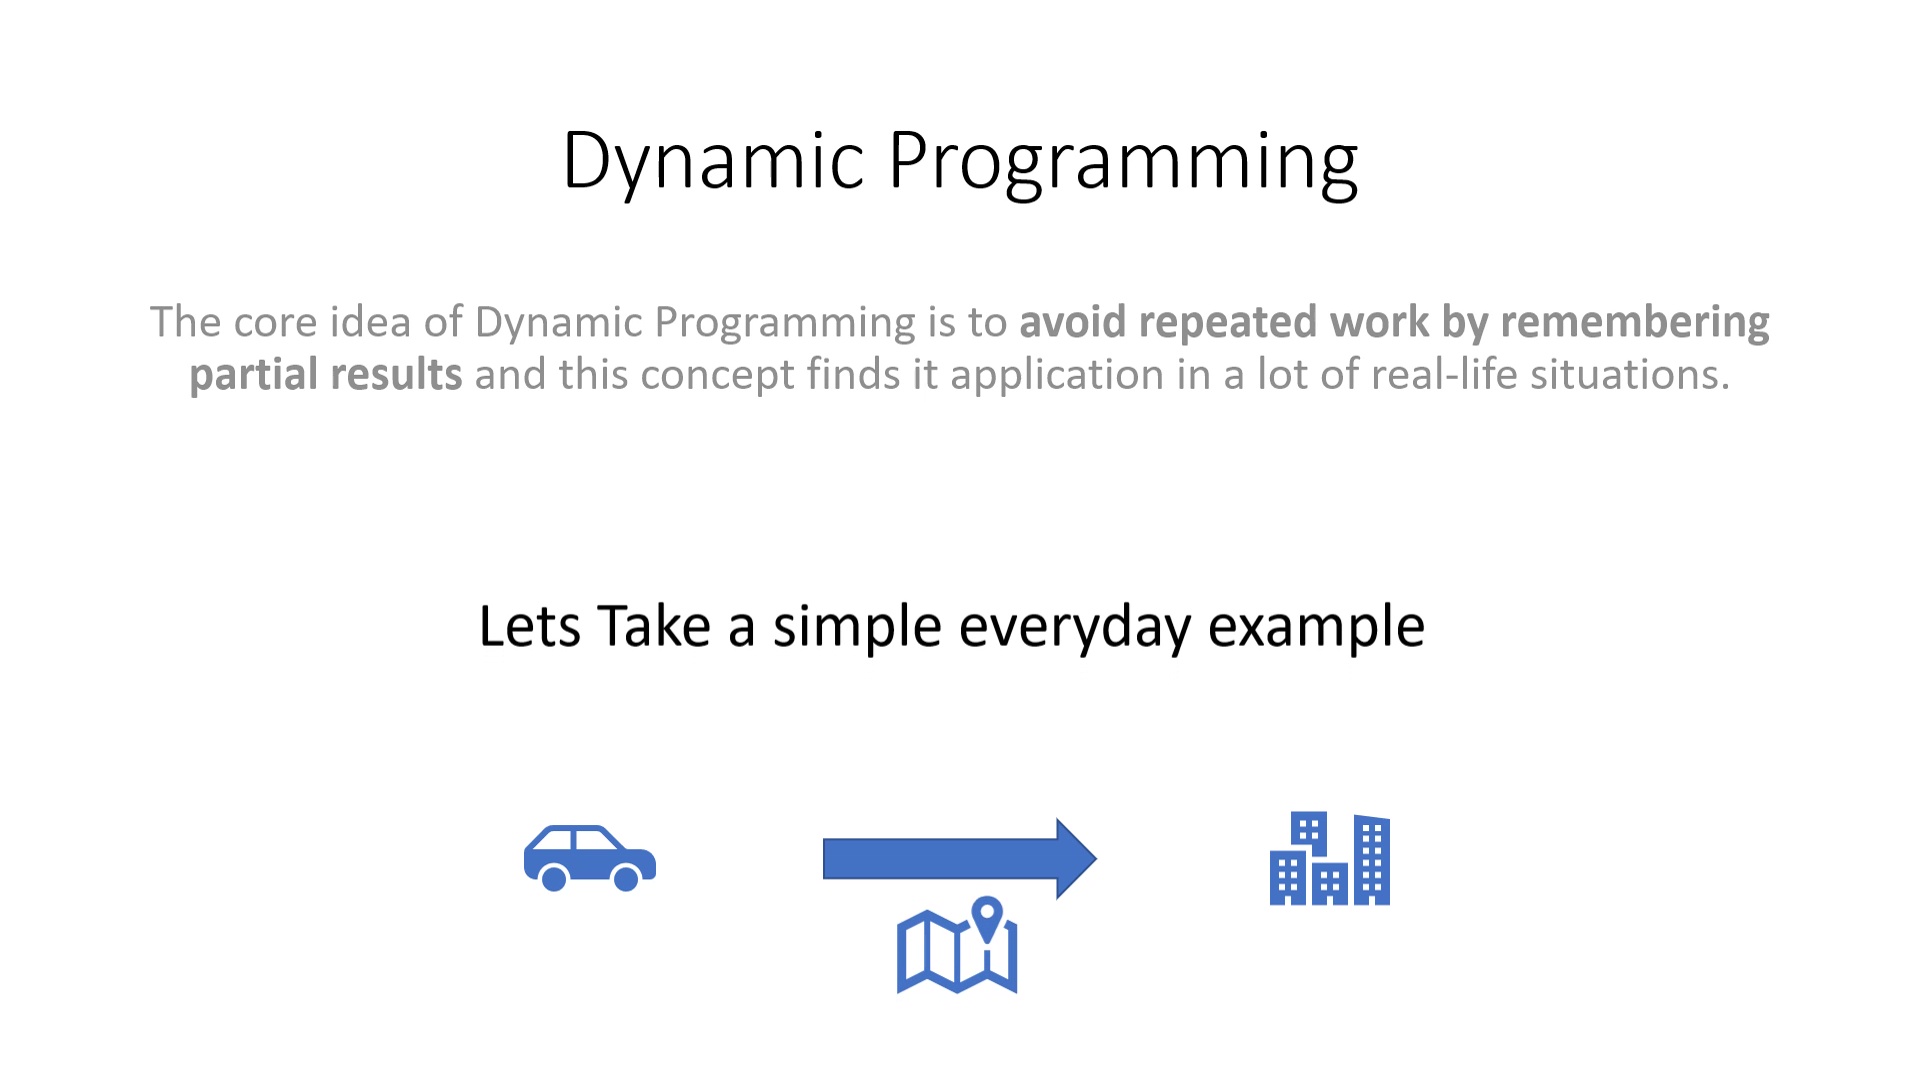 Dynamic Programming
The core idea of Dynamic Programming is to avoid repeated work by remembering
partial results and this concept finds it application in a lot of real-life situations.
Lets Take a simple everyday example